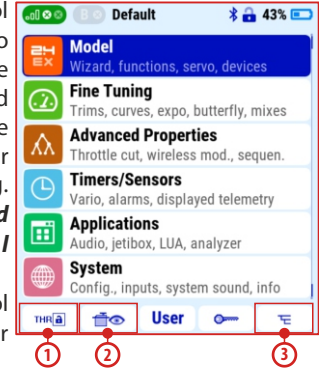 Default 43%
Model
Wizard, functions, servo, devices
Fine Tuning
Trims, curves, expo, butterfly, mixes
Advanced Properties
Throttle cut, wireless mod., sequen.
Timers/Sensors
Vario, alarms, displayed telemetry
Applications
Audio, jetibox, LUA, analyzer
System
Config., inputs, system sound, info
THR User
1 2 3